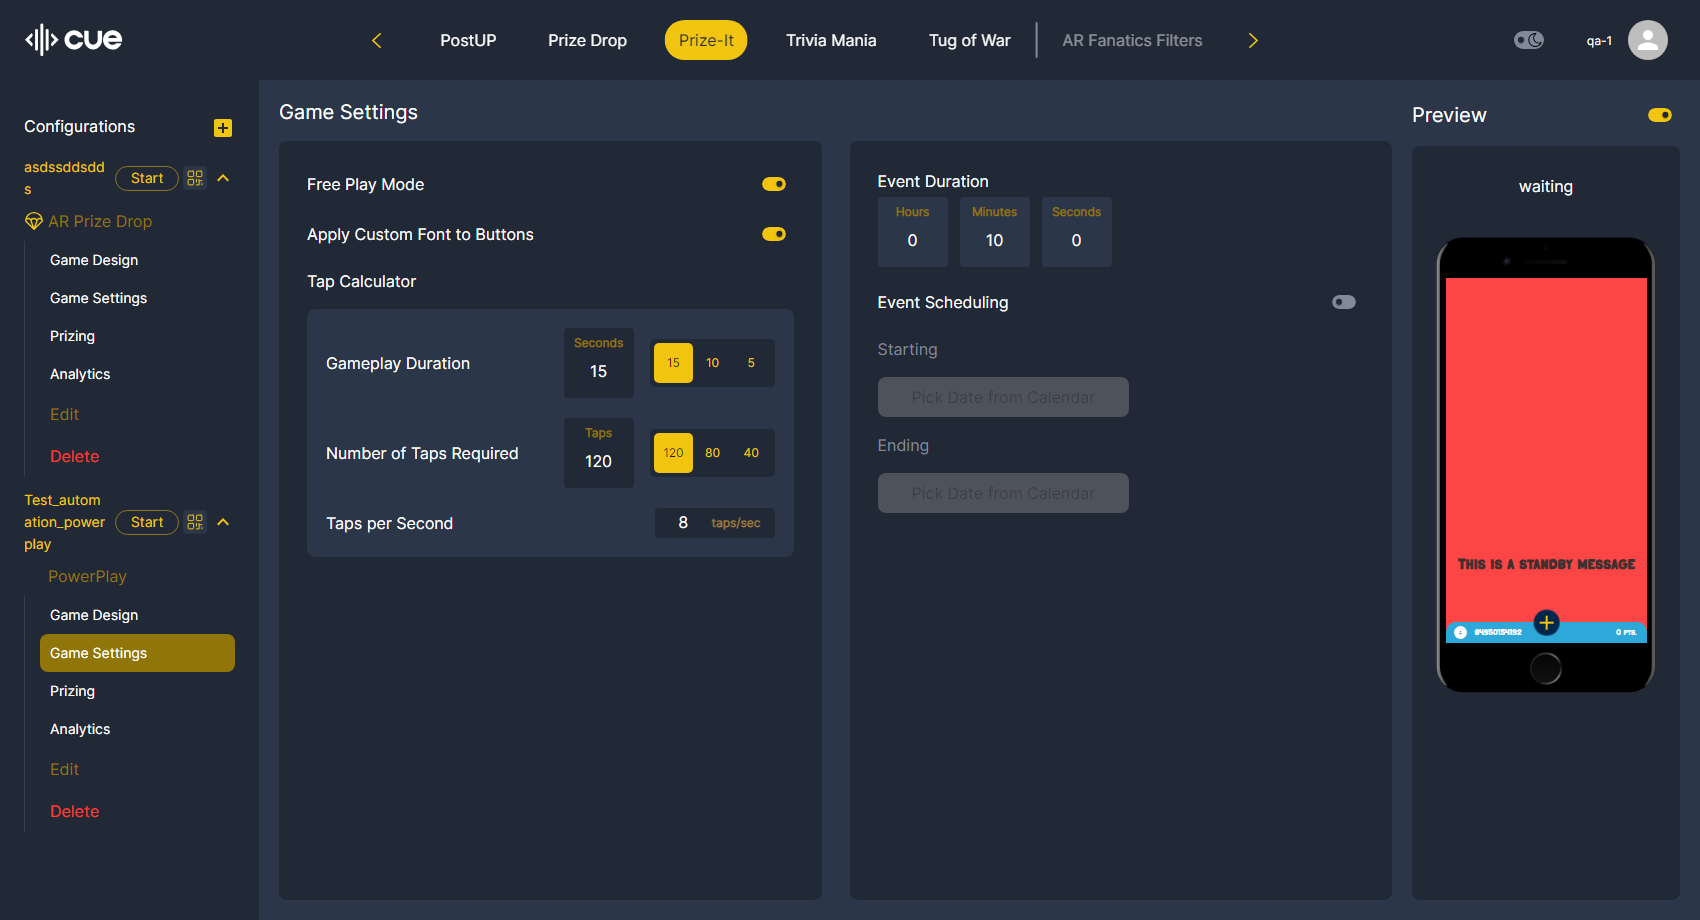 cue
PostUP
Prize Drop
Prize-It
Trivia Mania
Tug of War
AR Fanatics Filters
qa-1
Configurations
asdssddsdd
s
Start
AR Prize Drop
Game Design
Game Settings
Prizing
Analytics
Edit
Delete
Test_autom
ation_power
play
Start
PowerPlay
Game Design
Game Settings
Prizing
Analytics
Edit
Delete
Game Settings
Free Play Mode
Apply Custom Font to Buttons
Tap Calculator
Gameplay Duration
Seconds
15
15 10 5
Number of Taps Required
Taps
120
120 80 40
Taps per Second
8 taps/sec
Event Duration
Hours Minutes Seconds
0 10 0
Event Scheduling
Starting
Pick Date from Calendar
Ending
Pick Date from Calendar
Preview
waiting
This is a standby message
0 PTS.